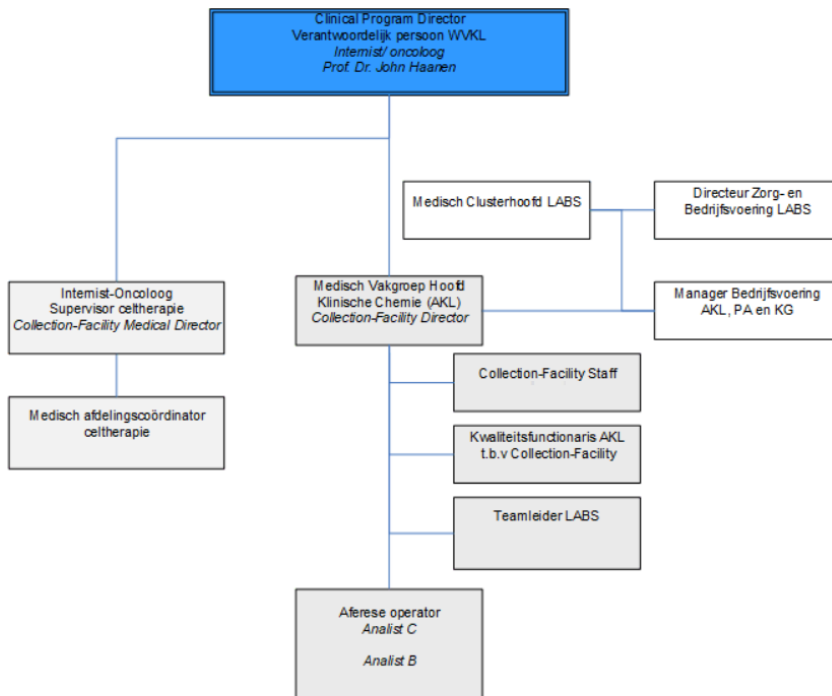 Clinical Program Director
Verantwoordelijk persoon WVKL
Internist/ oncoloog
Prof. Dr. John Haanen
Medisch Clusterhoofd LABS
Directeur Zorg- en
Bedrijfsvoering LABS
Internist-Oncoloog
Supervisor celtherapie
Collection-Facility Medical Director
Medisch Vakgroep Hoofd
Klinische Chemie (AKL)
Collection-Facility Director
Manager Bedrijfsvoering
AKL, PA en KG
Collection-Facility Staff
Medisch afdelingscoördinator
celtherapie
Kwaliteitsfunctionaris AKL
t.b.v Collection-Facility
Teamleider LABS
Aferese operator
Analist C
Analist B